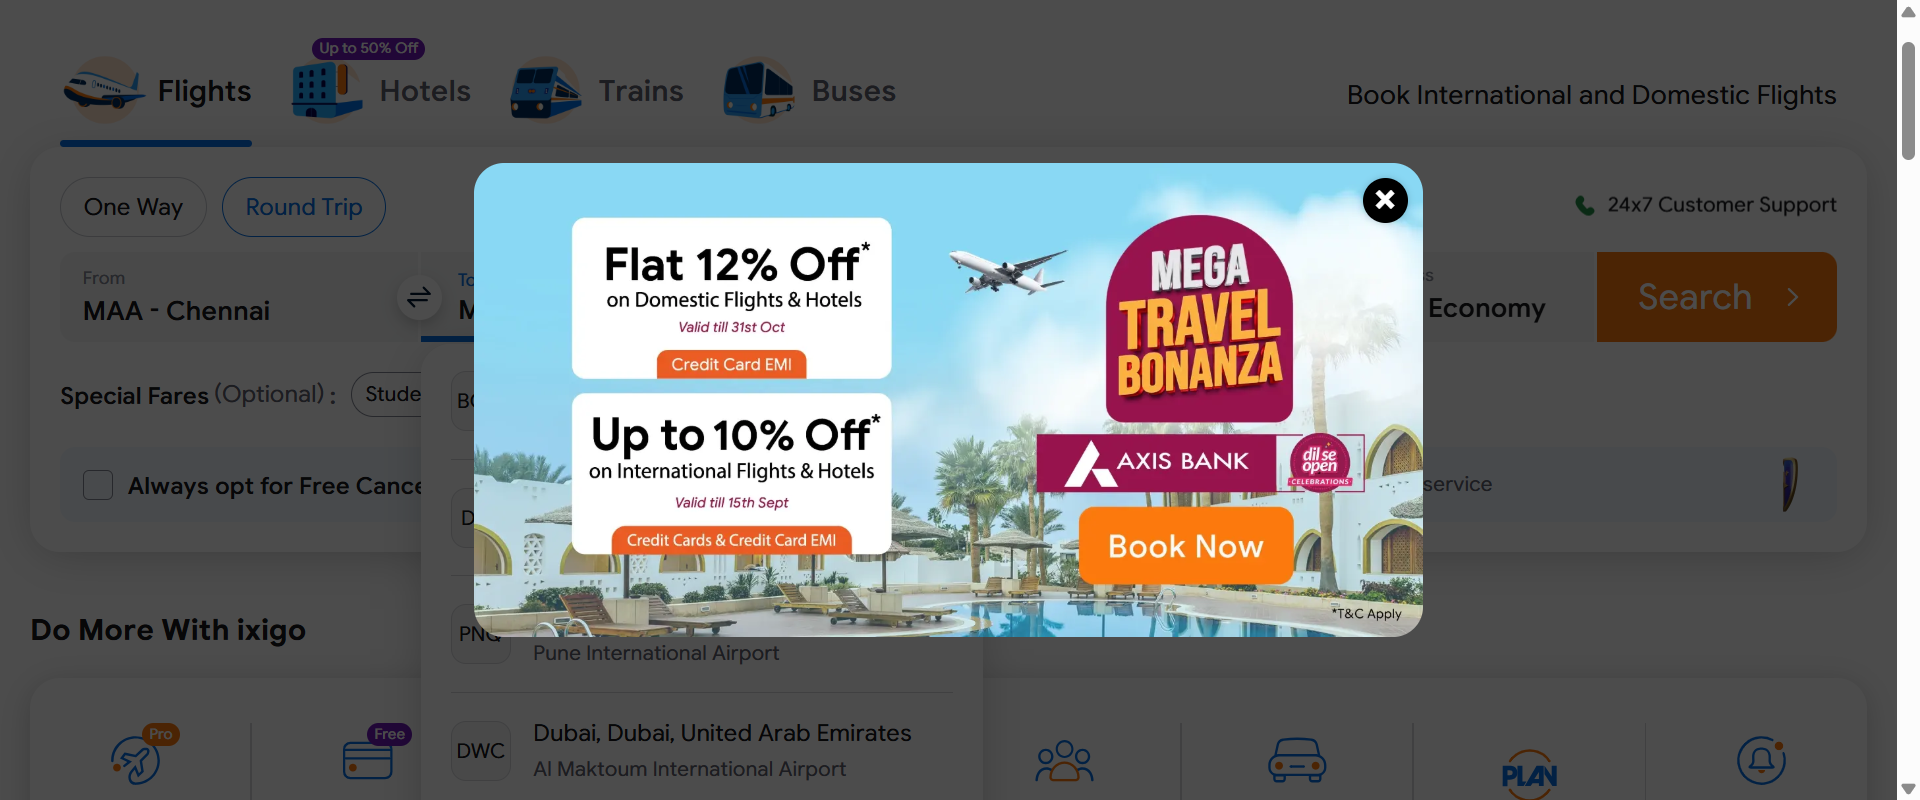 Up to 50% Off
Flights
Hotels
Trains
Buses
Book International and Domestic Flights
One Way
Round Trip
24x7 Customer Support
From
MAA - Chennai
To
Economy
Search
Special Fares (Optional) :
Stude
Always opt for Free Cance
service
Flat 12% Off*
on Domestic Flights & Hotels
Valid till 31st Oct
Credit Card EMI
Up to 10% Off*
on International Flights & Hotels
Valid till 15th Sept
Credit Cards & Credit Card EMI
MEGA
TRAVEL
BONANZA
AXIS BANK
dil se
open
CELEBRATIONS
Book Now
*T&C Apply
Do More With ixigo
PNQ
Pune International Airport
DWC
Dubai, Dubai, United Arab Emirates
Al Maktoum International Airport
Pro
Free
PLAN